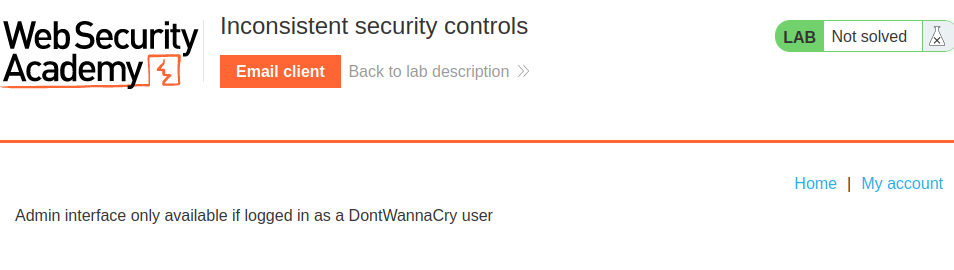 Web Security
Academy
Inconsistent security controls
Email client
Back to lab description
LAB
Not solved
Home | My account
Admin interface only available if logged in as a DontWannaCry user